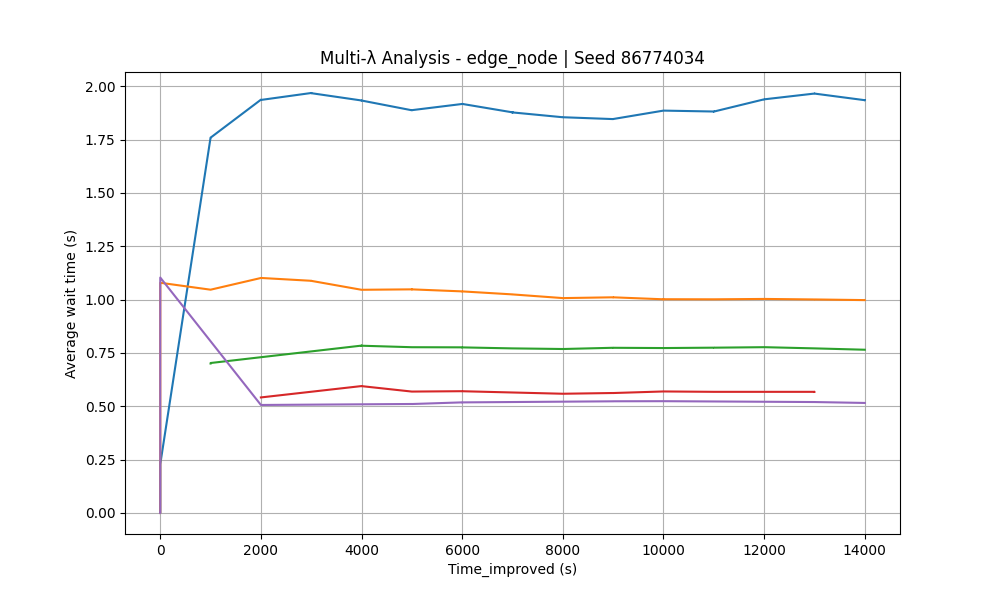 Multi-λ Analysis - edge_node | Seed 86774034
2.00
1.75
1.50
1.25
1.00
0.75
0.50
0.25
0.00
Average wait time (s)
0 2000 4000 6000 8000 10000 12000 14000
Time_improved (s)